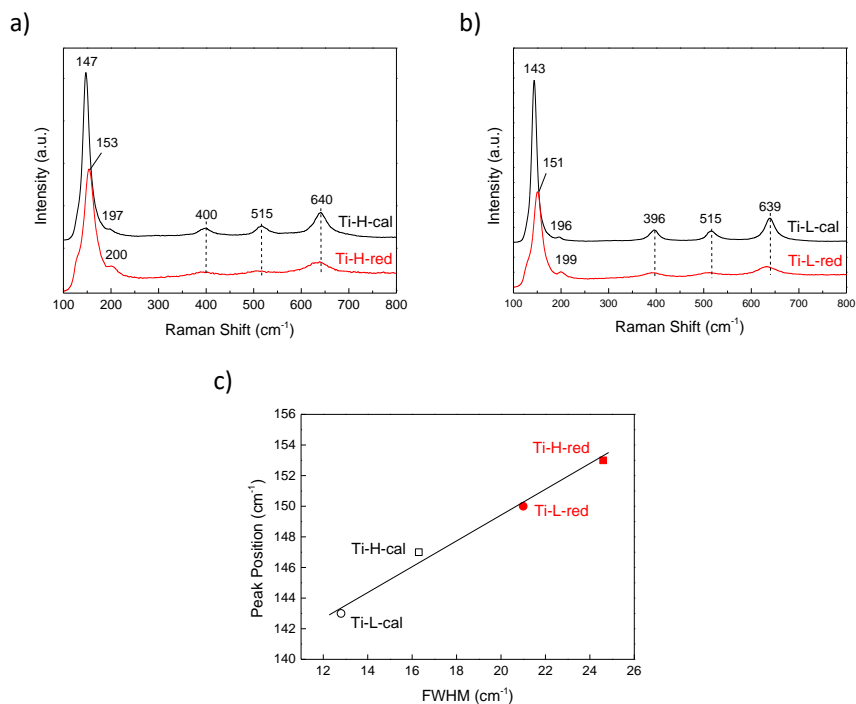 a)
147
153
197
200
400
515
640
Ti-H-cal
Ti-H-red
Intensity (a.u.)
100 200 300 400 500 600 700 800
Raman Shift (cm⁻¹)
b)
143
151
196
199
396
515
639
Ti-L-cal
Ti-L-red
Intensity (a.u.)
100 200 300 400 500 600 700 800
Raman Shift (cm⁻¹)
c)
156
154
152
150
148
146
144
142
140
Peak Position (cm⁻¹)
Ti-H-red
Ti-L-red
Ti-H-cal
Ti-L-cal
12 14 16 18 20 22 24 26
FWHM (cm⁻¹)